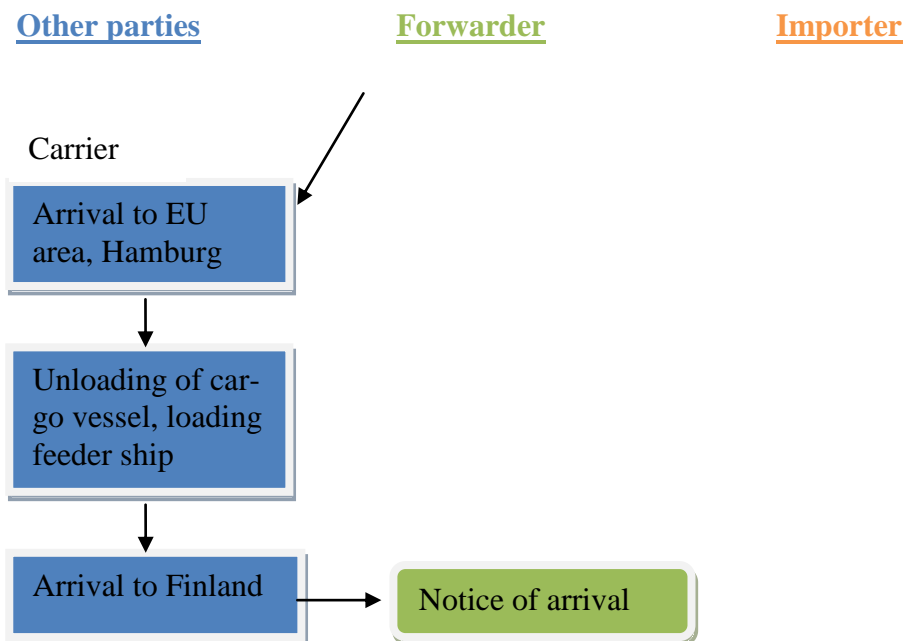 Other parties
Forwarder
Importer
Carrier
Arrival to EU
area, Hamburg
Unloading of car-
go vessel, loading
feeder ship
Arrival to Finland
Notice of arrival